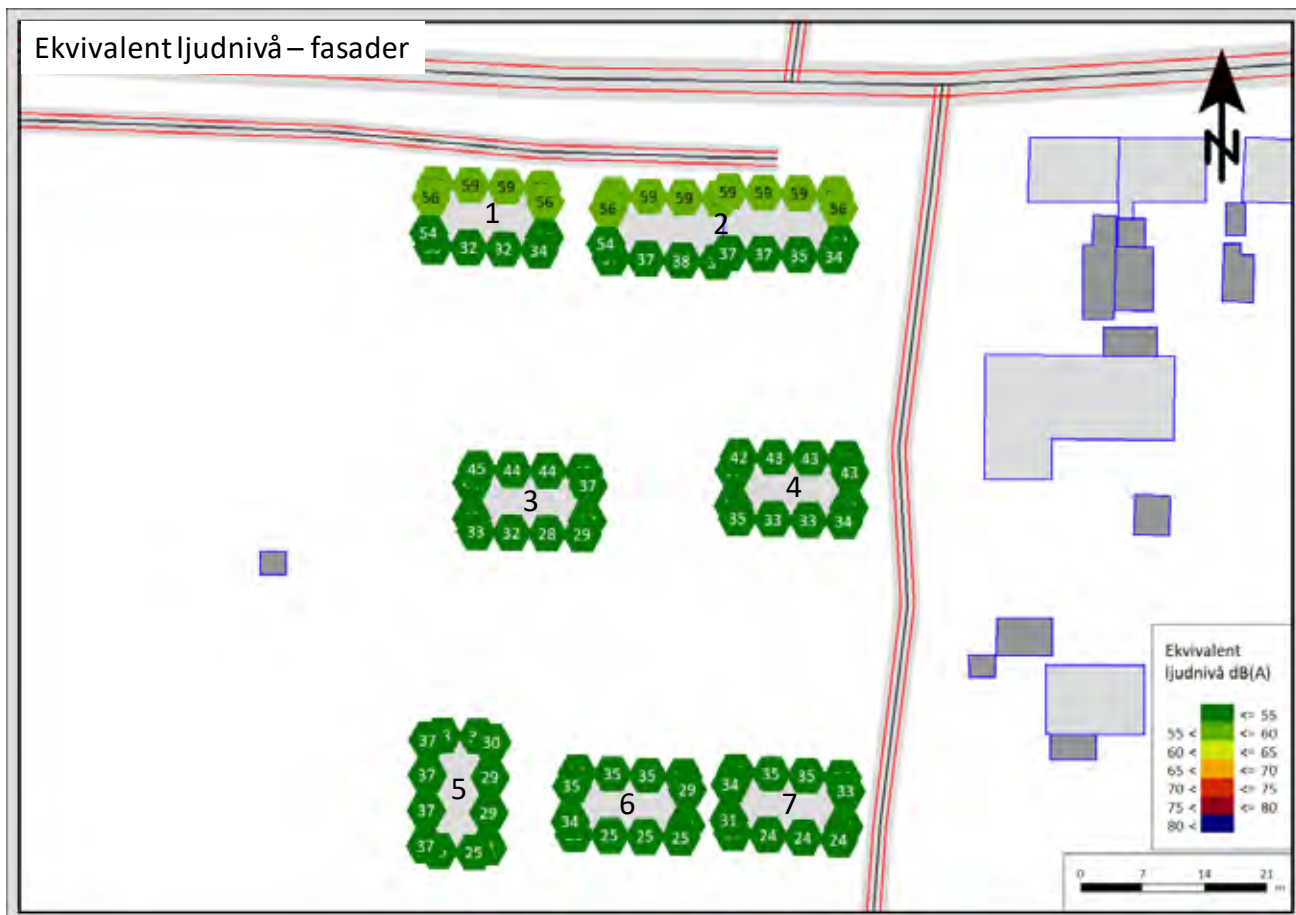 Ekvivalent ljudnivå – fasader
N
56 59 59 56
1
54 32 32 34
56 59 59 59 59 59 56
2
54 37 38 37 37 35 34
45 44 44 37
3
33 32 28 29
42 43 43 43
4
35 33 33 34
37 30
37 29
5
37 29
37 25
35 35 35 29
6
34 25 25 25
34 35 35 33
7
31 24 24 24
Ekvivalent
ljudnivå dB(A)
<= 55
55 < <= 60
60 < <= 65
65 < <= 70
70 < <= 75
75 < <= 80
80 <
0 7 14 21
m